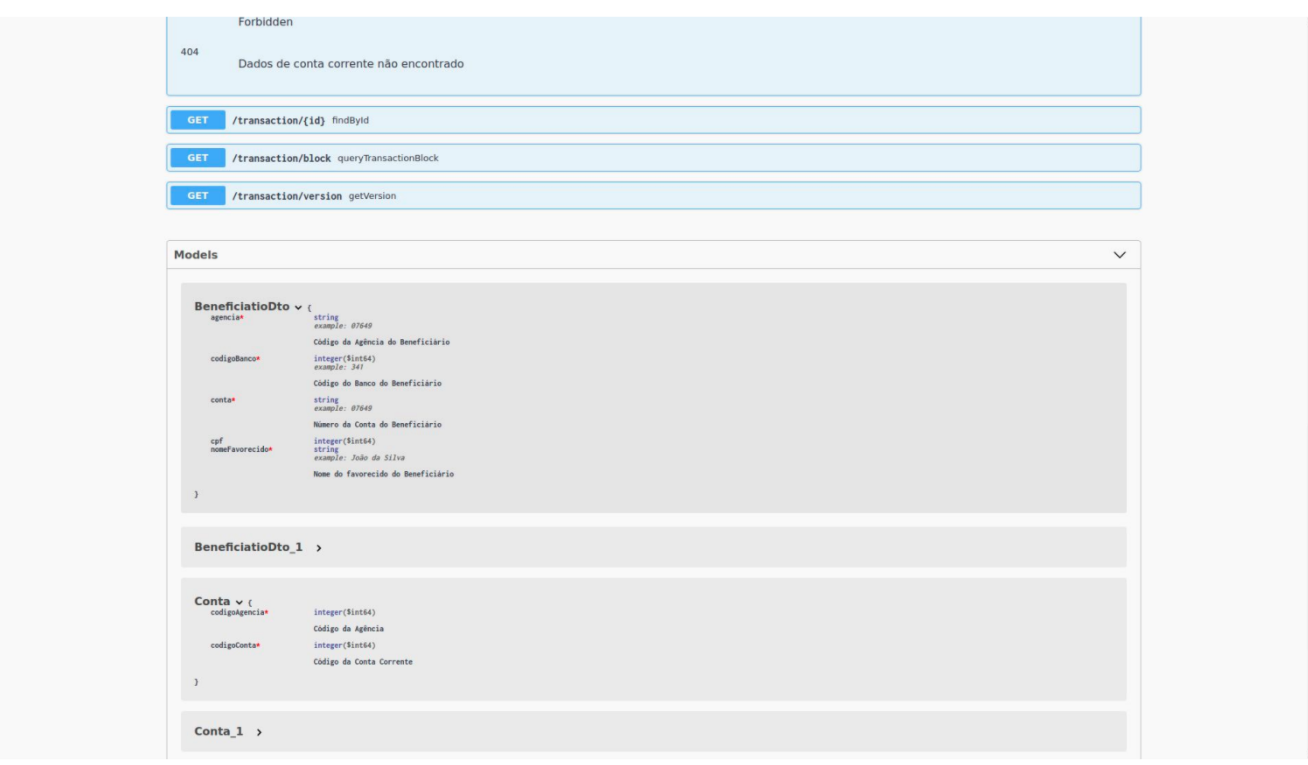 Forbidden
404
Dados de conta corrente não encontrado
GET /transaction/{id} findById
GET /transaction/block queryTransactionBlock
GET /transaction/version getVersion
Models
BeneficiatioDto {
agencia* string
example: 07649
Código da Agência do Beneficiário
codigoBanco* integer($int64)
example: 341
Código do Banco do Beneficiário
conta* string
example: 07649
Número da Conta do Beneficiário
cpf integer($int64)
nomeFavorecido* string
example: João da Silva
Nome do favorecido do Beneficiário
}
BeneficiatioDto_1
Conta {
codigoAgencia* integer($int64)
Código da Agência
codigoConta* integer($int64)
Código da Conta Corrente
}
Conta_1